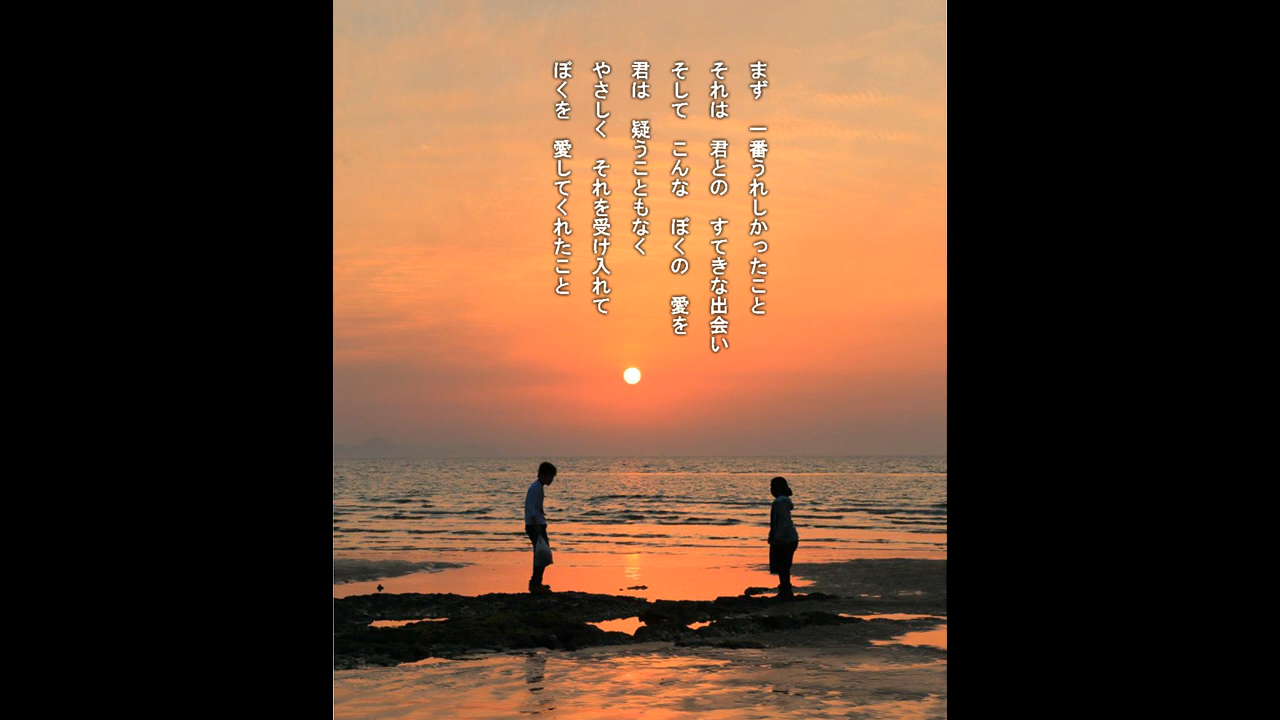 まず　一番うれしかったこと
それは　君との　すてきな出会い
そして　こんな　ぼくの　愛を
君は　疑うこともなく
やさしく　それを受け入れて
ぼくを　愛してくれたこと